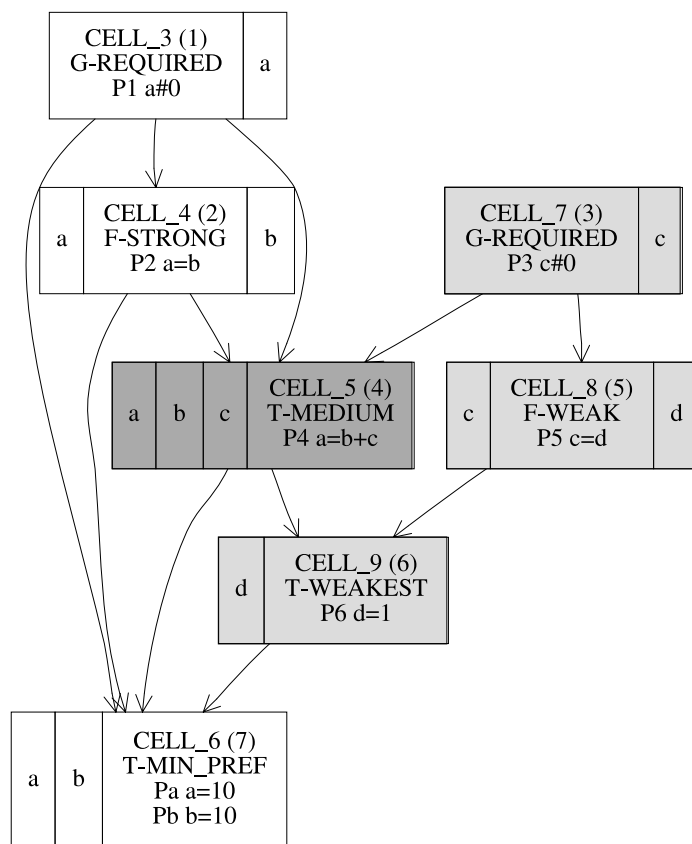 CELL_3 (1)
G-REQUIRED
P1 a#0
a
a
CELL_4 (2)
F-STRONG
P2 a=b
b
CELL_7 (3)
G-REQUIRED
P3 c#0
c
a
b
c
CELL_5 (4)
T-MEDIUM
P4 a=b+c
c
CELL_8 (5)
F-WEAK
P5 c=d
d
d
CELL_9 (6)
T-WEAKEST
P6 d=1
a
b
CELL_6 (7)
T-MIN_PREF
Pa a=10
Pb b=10